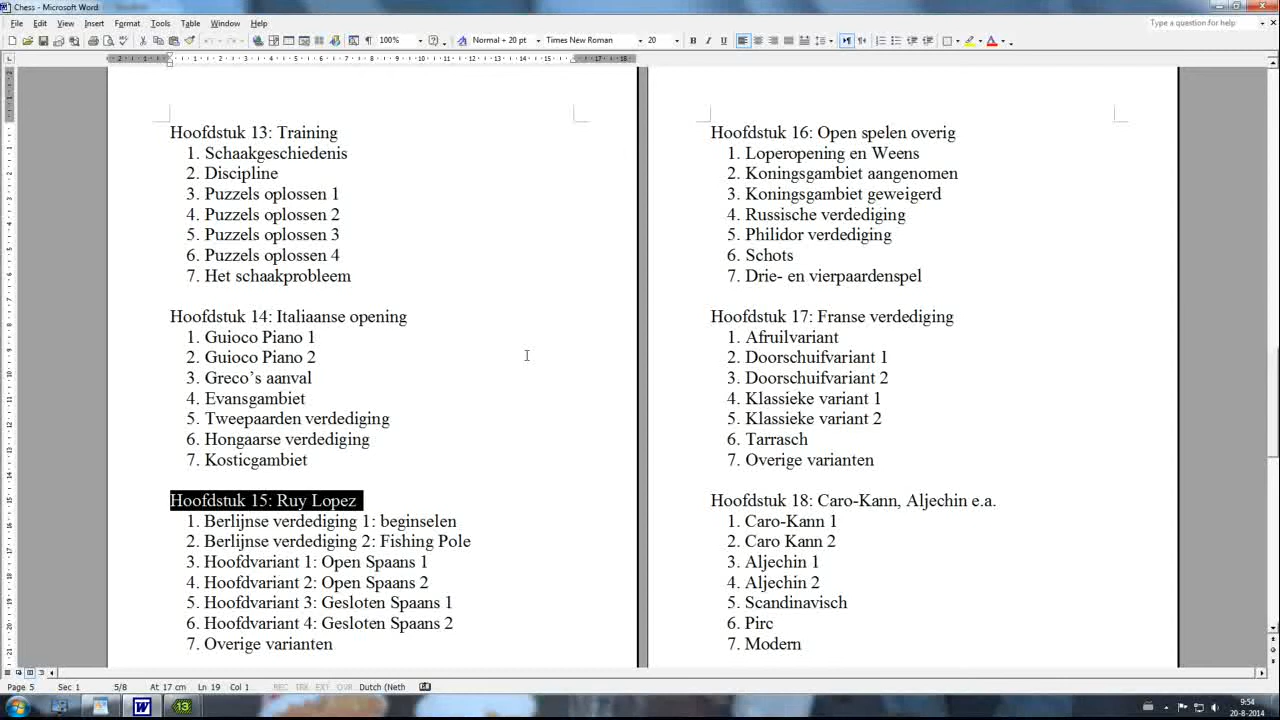 Chess - Microsoft Word
File Edit View Insert Format Tools Table Window Help
Type a question for help
100% Normal + 20 pt Times New Roman 20 B I U
Hoofdstuk 13: Training
1. Schaakgeschiedenis
2. Discipline
3. Puzzels oplossen 1
4. Puzzels oplossen 2
5. Puzzels oplossen 3
6. Puzzels oplossen 4
7. Het schaakprobleem
Hoofdstuk 14: Italiaanse opening
1. Guioco Piano 1
2. Guioco Piano 2
3. Greco’s aanval
4. Evansgambiet
5. Tweepaarden verdediging
6. Hongaarse verdediging
7. Kosticgambiet
Hoofdstuk 15: Ruy Lopez
1. Berlijnse verdediging 1: beginselen
2. Berlijnse verdediging 2: Fishing Pole
3. Hoofdvariant 1: Open Spaans 1
4. Hoofdvariant 2: Open Spaans 2
5. Hoofdvariant 3: Gesloten Spaans 1
6. Hoofdvariant 4: Gesloten Spaans 2
7. Overige varianten
Hoofdstuk 16: Open spelen overig
1. Loperopening en Weens
2. Koningsgambiet aangenomen
3. Koningsgambiet geweigerd
4. Russische verdediging
5. Philidor verdediging
6. Schots
7. Drie- en vierpaardenspel
Hoofdstuk 17: Franse verdediging
1. Afruilvariant
2. Doorschuifvariant 1
3. Doorschuifvariant 2
4. Klassieke variant 1
5. Klassieke variant 2
6. Tarrasch
7. Overige varianten
Hoofdstuk 18: Caro-Kann, Aljechin e.a.
1. Caro-Kann 1
2. Caro Kann 2
3. Aljechin 1
4. Aljechin 2
5. Scandinavisch
6. Pirc
7. Modern
Page 5 Sec 1 5/8 At 17 cm Ln 19 Col 1 REC TRK EXT OVR Dutch (Neth
13
9:54
20-8-2014